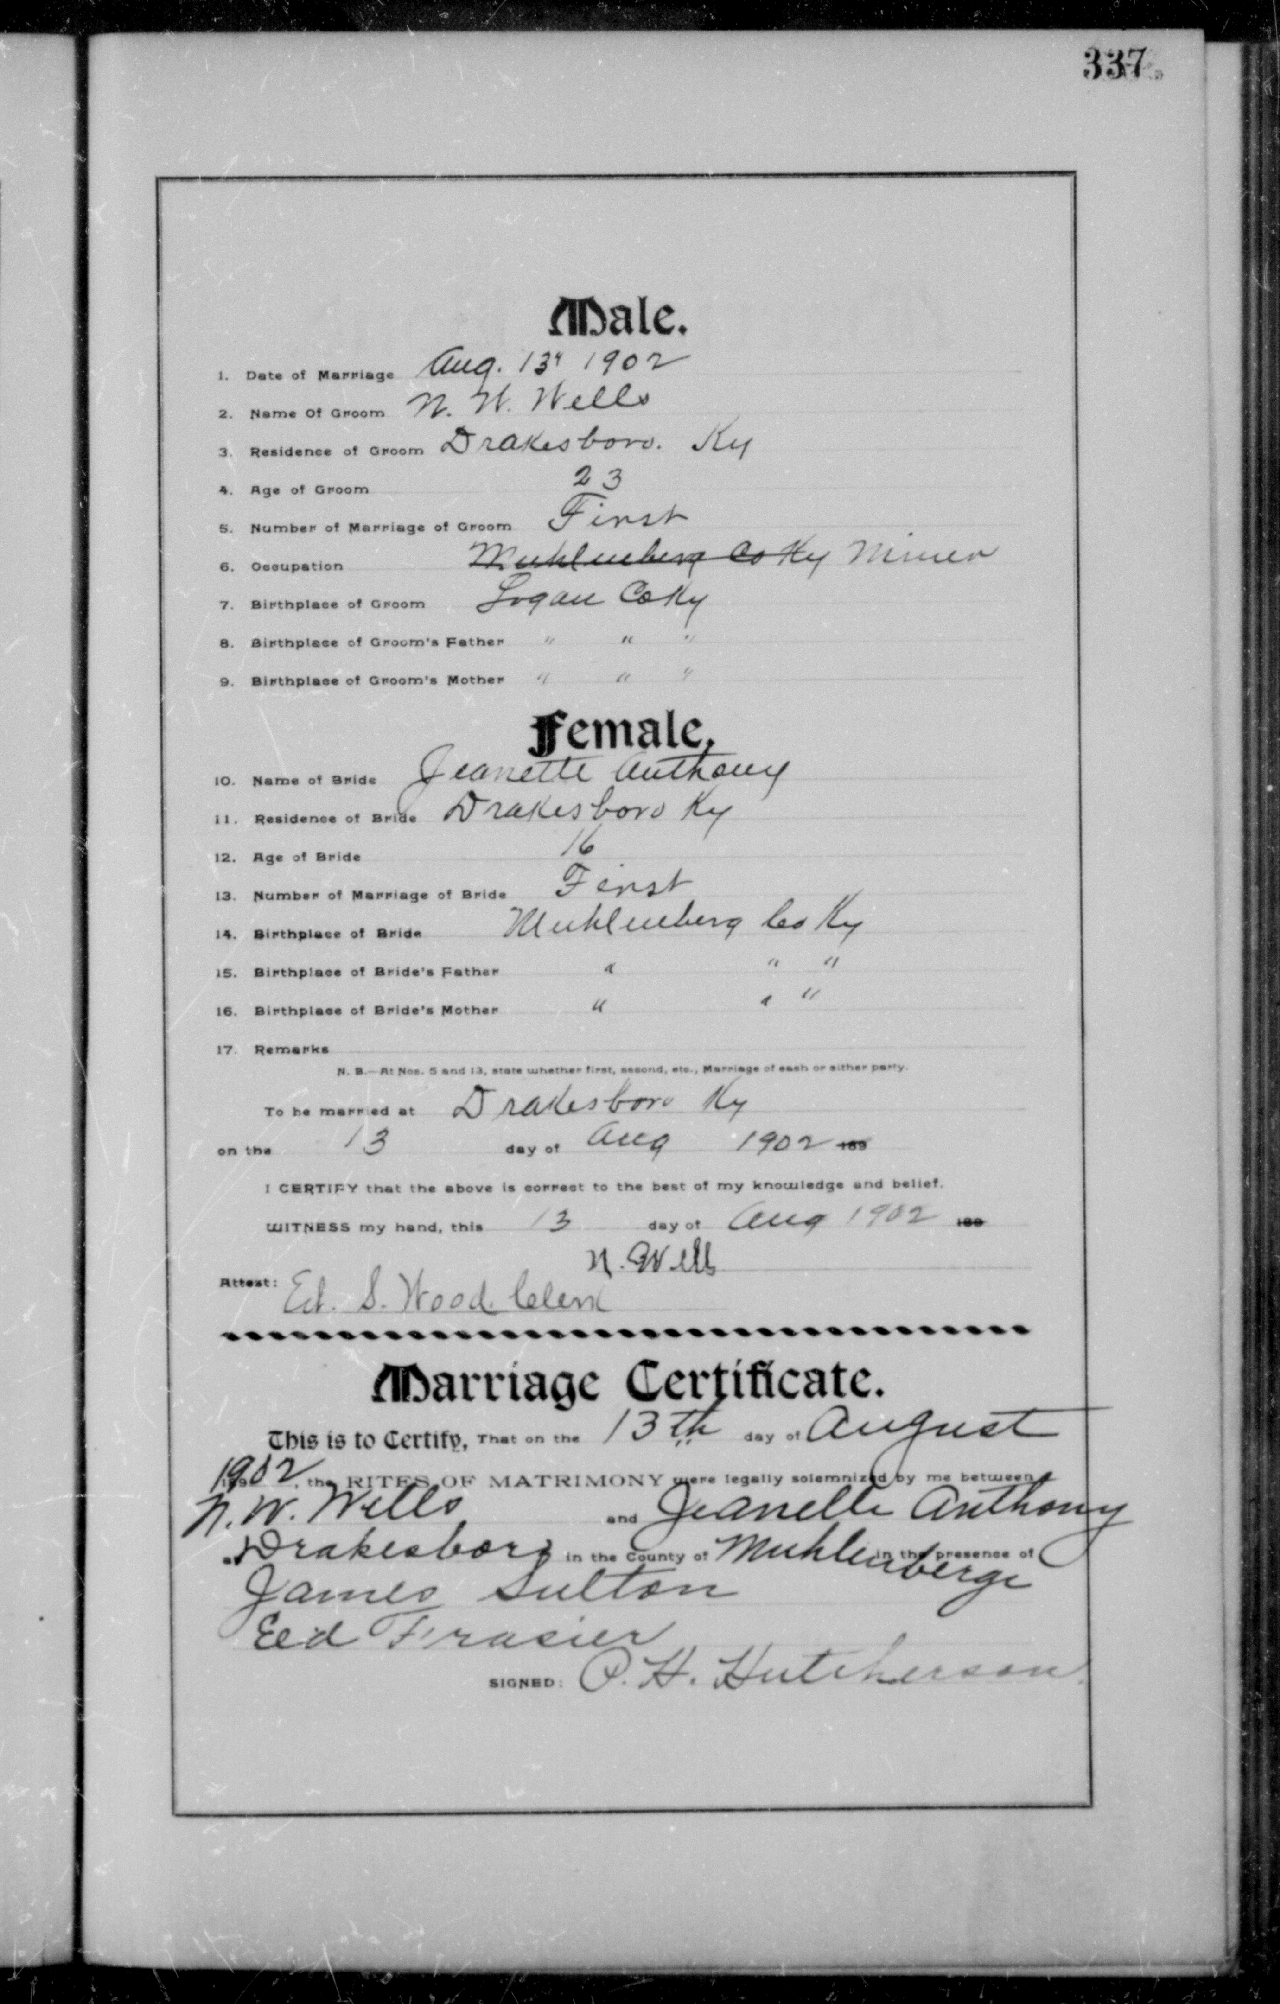 337
Male.
1. Date of Marriage Aug. 13" 1902
2. Name Of Groom N. W. Wells
3. Residence of Groom Drakesboro. Ky
4. Age of Groom 23
5. Number of Marriage of Groom First
6. Occupation Muhlenberg Co Ky Miner
7. Birthplace of Groom Logan Co Ky
8. Birthplace of Groom's Father " " "
9. Birthplace of Groom's Mother " " "
Female.
10. Name of Bride Jeanette Anthony
11. Residence of Bride Drakesboro Ky
12. Age of Bride 16
13. Number of Marriage of Bride First
14. Birthplace of Bride Muhlenberg Co Ky
15. Birthplace of Bride's Father " " "
16. Birthplace of Bride's Mother " " "
17. Remarks
N. B.—At Nos. 5 and 13, state whether first, second, etc., Marriage of each or either party.
To be married at Drakesboro Ky
on the 13 day of Aug 1902 189
I CERTIFY that the above is correct to the best of my knowledge and belief.
WITNESS my hand, this 13 day of Aug 1902 189
N. W Wells
Attest: Ed. S. Wood Clerk
Marriage Certificate.
This is to Certify, That on the 13th day of August
1902, the RITES OF MATRIMONY were legally solemnized by me between
N. W. Wells and Jeanette Anthony
Drakesboro in the County of Muhlenberge in the presence of
James Sulton
Eed Frasier
SIGNED: P. H. Hutcherson.